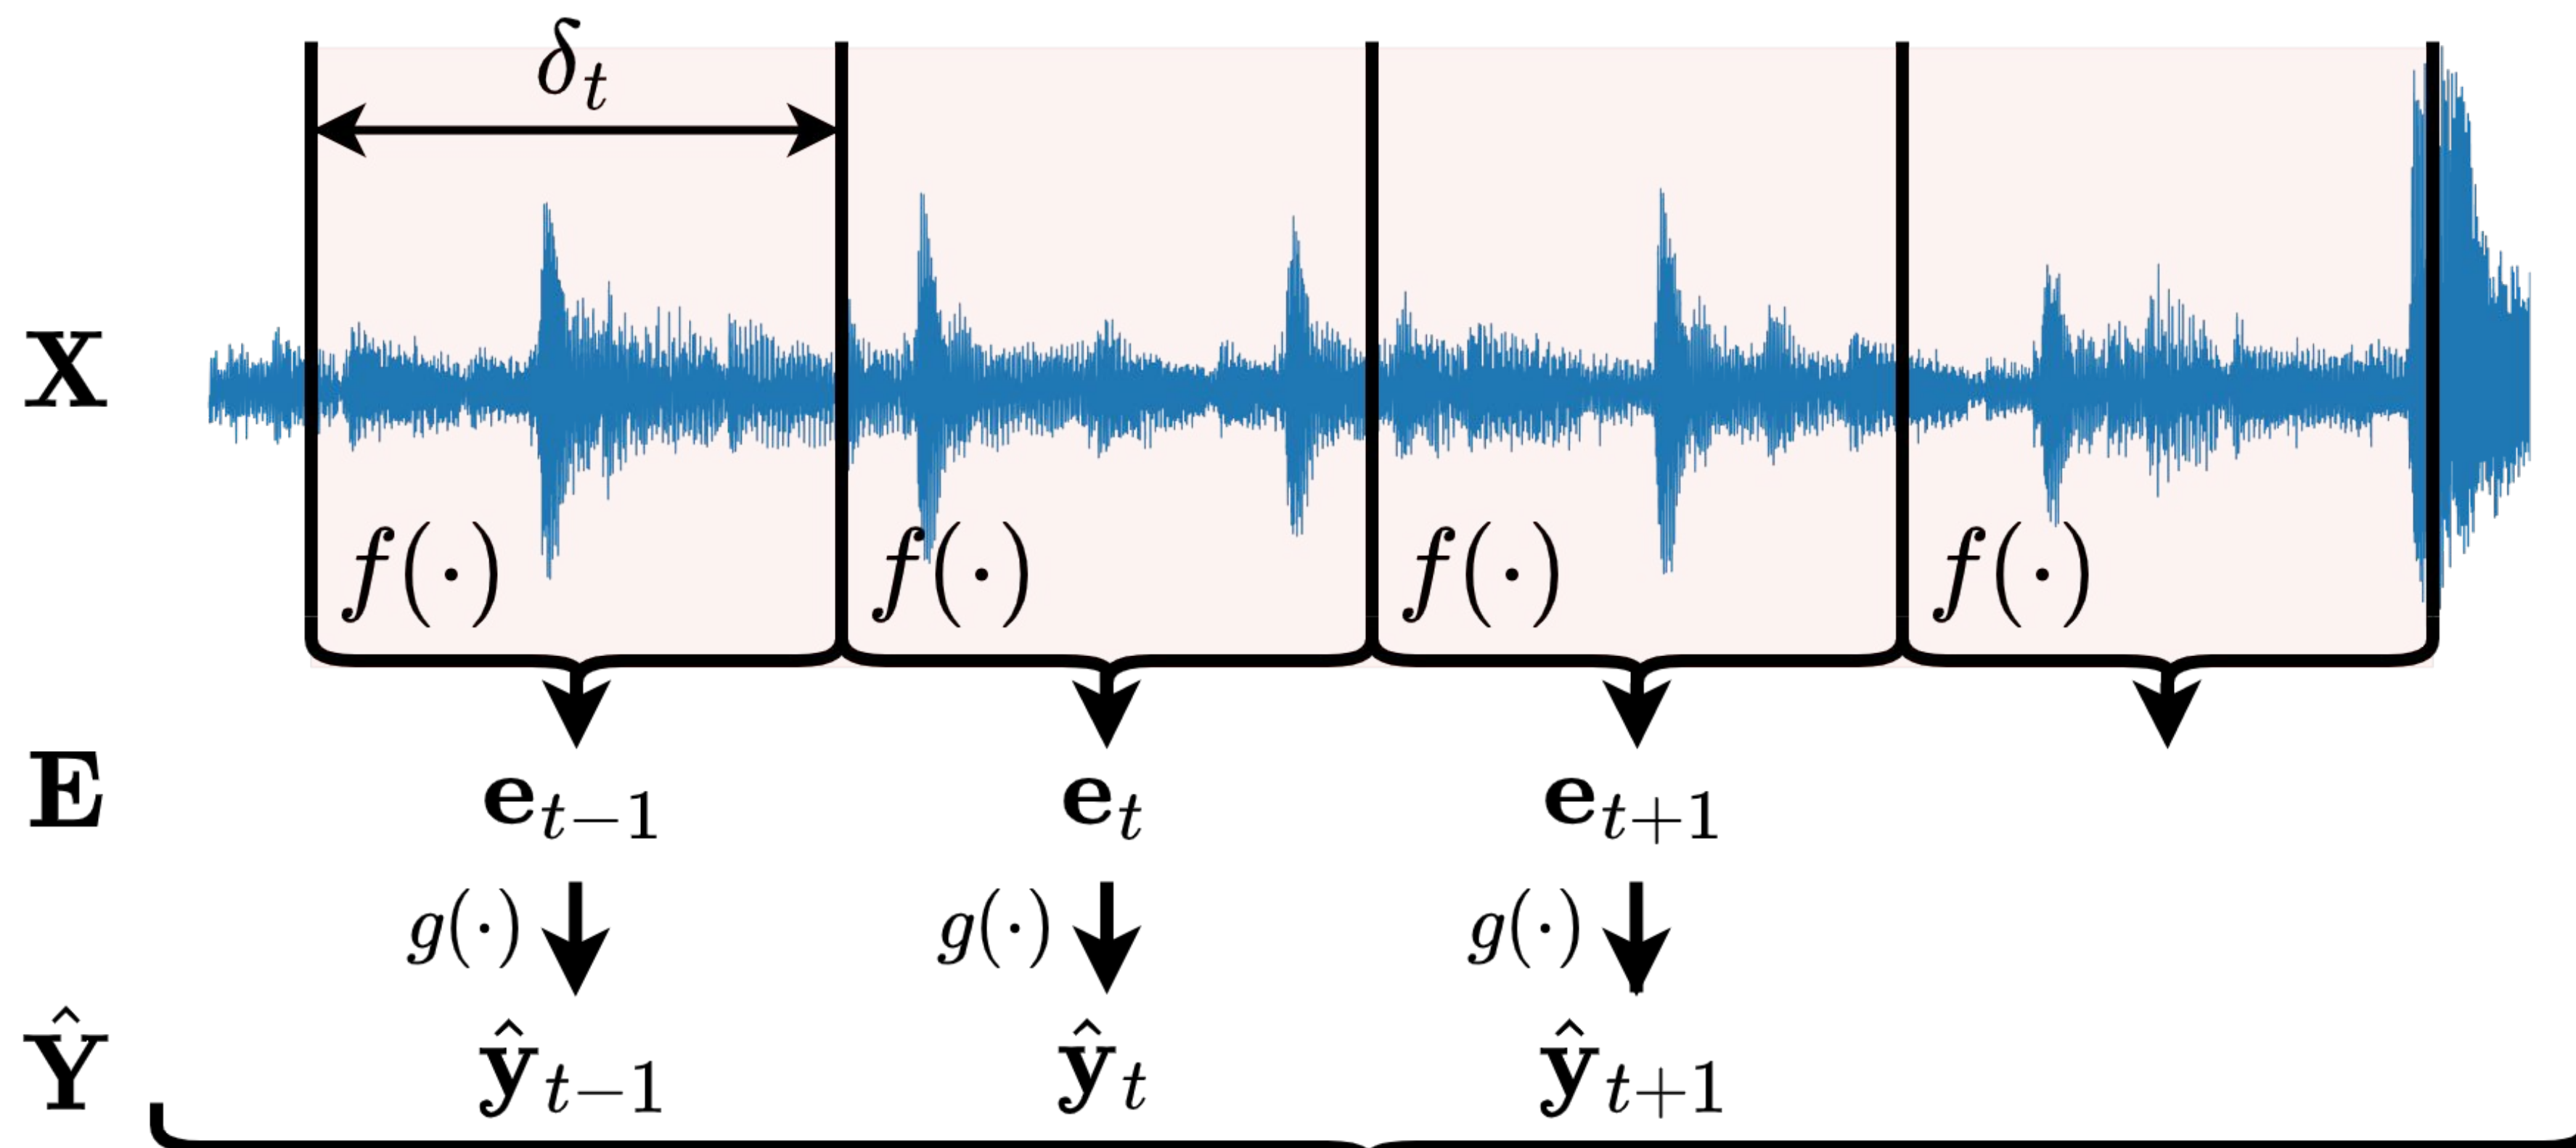 δₜ
X
f(·) f(·) f(·) f(·)
E eₜ₋₁ eₜ eₜ₊₁
g(·) g(·) g(·)
Ŷ ŷₜ₋₁ ŷₜ ŷₜ₊₁